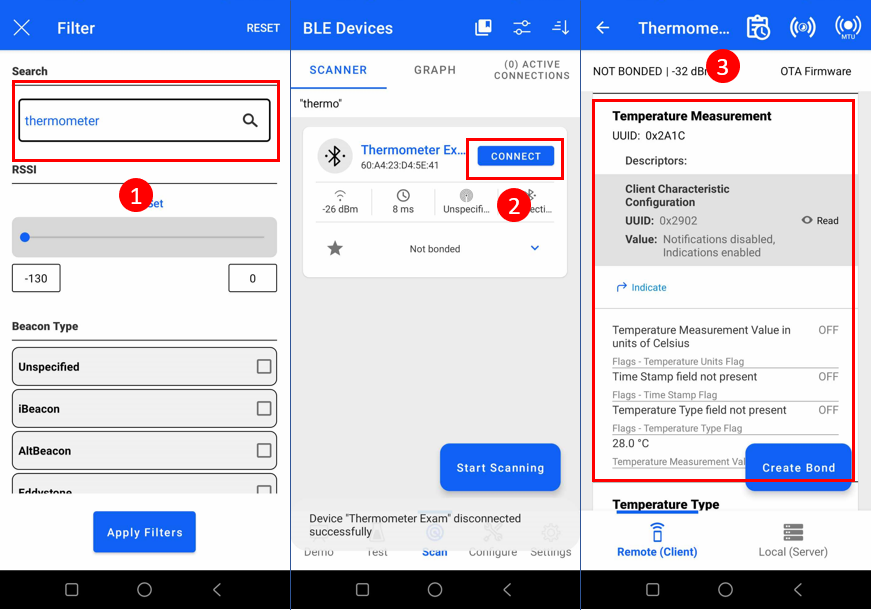 Filter
RESET
Search
thermometer
RSSI
1
-130
0
Beacon Type
Unspecified
iBeacon
AltBeacon
Eddystone
Apply Filters
BLE Devices
SCANNER
GRAPH
(0) ACTIVE
CONNECTIONS
"thermo"
Thermometer Ex...
60:A4:23:D4:5E:41
CONNECT
-26 dBm
8 ms
Unspecifi...
2
Not bonded
Start Scanning
Device "Thermometer Exam" disconnected
successfully
Demo
Test
Scan
Configure
Settings
Thermome...
MTU
NOT BONDED | -32 dBm
3
OTA Firmware
Temperature Measurement
UUID: 0x2A1C
Descriptors:
Client Characteristic
Configuration
UUID: 0x2902
Read
Value: Notifications disabled,
Indications enabled
Indicate
Temperature Measurement Value in
units of Celsius
OFF
Flags - Temperature Units Flag
Time Stamp field not present
OFF
Flags - Time Stamp Flag
Temperature Type field not present
OFF
Flags - Temperature Type Flag
28.0 °C
Temperature Measurement Val
Create Bond
Temperature Type
Remote (Client)
Local (Server)